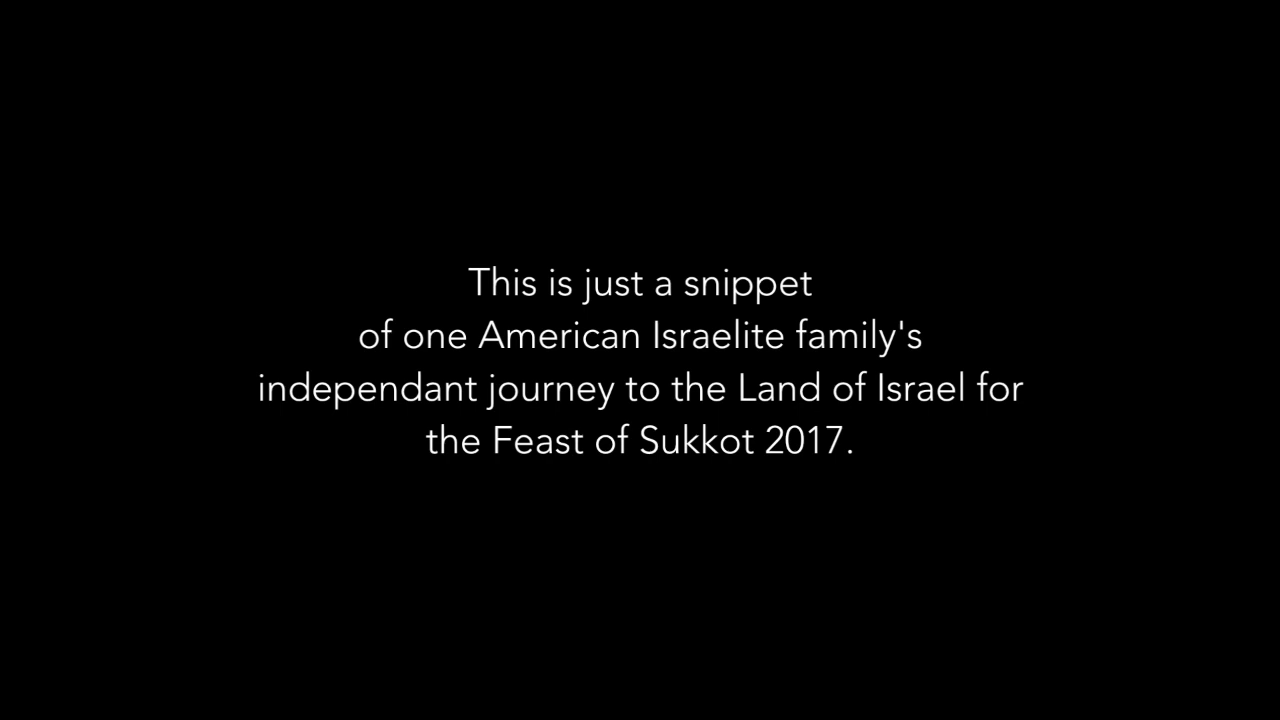 This is just a snippet
of one American Israelite family's
independant journey to the Land of Israel for
the Feast of Sukkot 2017.